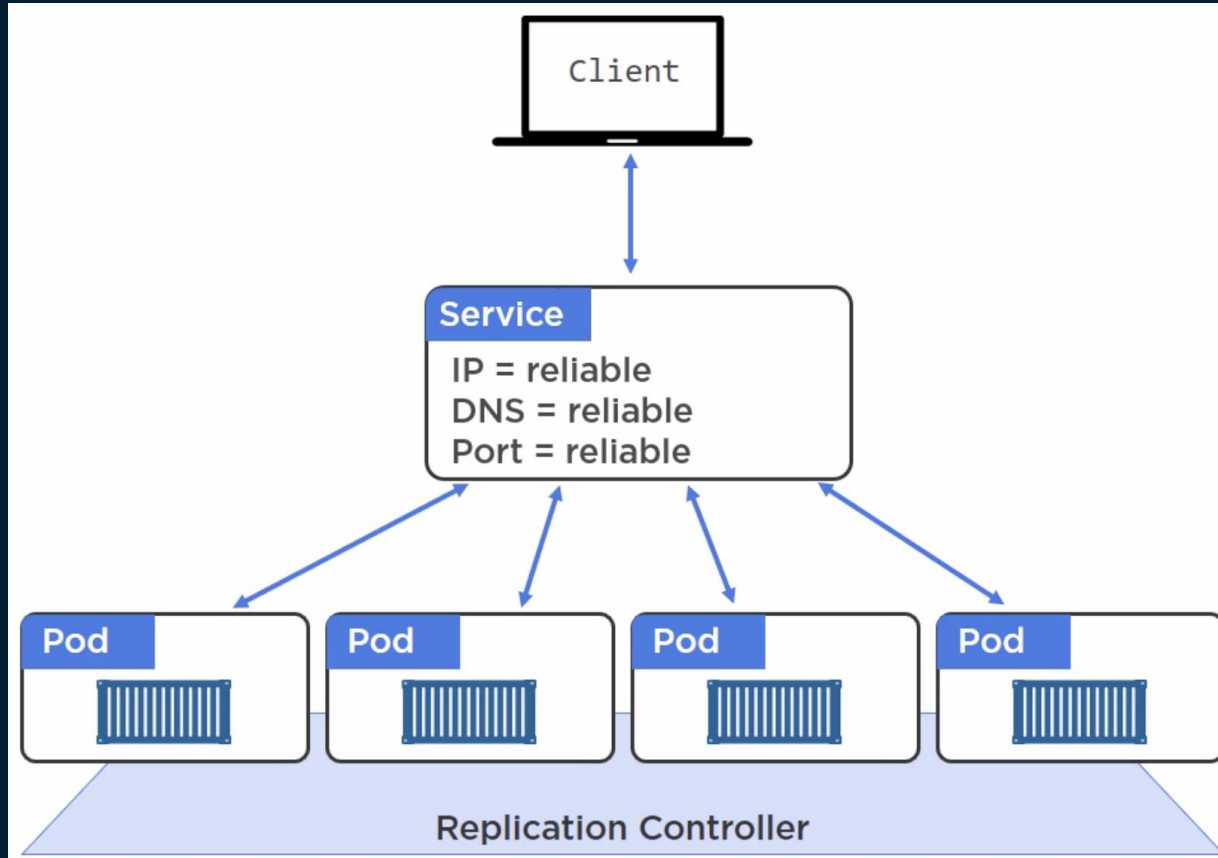 Client
Service
IP = reliable
DNS = reliable
Port = reliable
Pod
Pod
Pod
Pod
Replication Controller